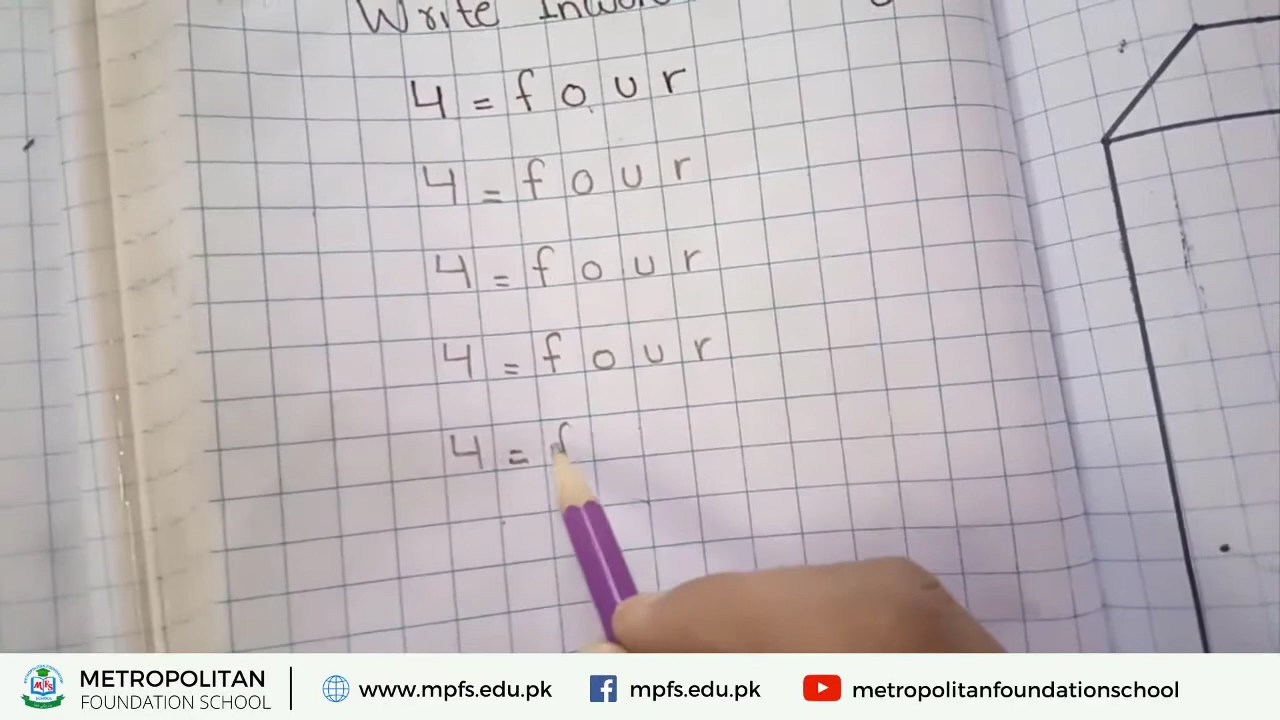 Write
4 = four
4 = four
4 = four
4 = four
4 = f
METROPOLITAN
FOUNDATION SCHOOL
www.mpfs.edu.pk
mpfs.edu.pk
metropolitanfoundationschool